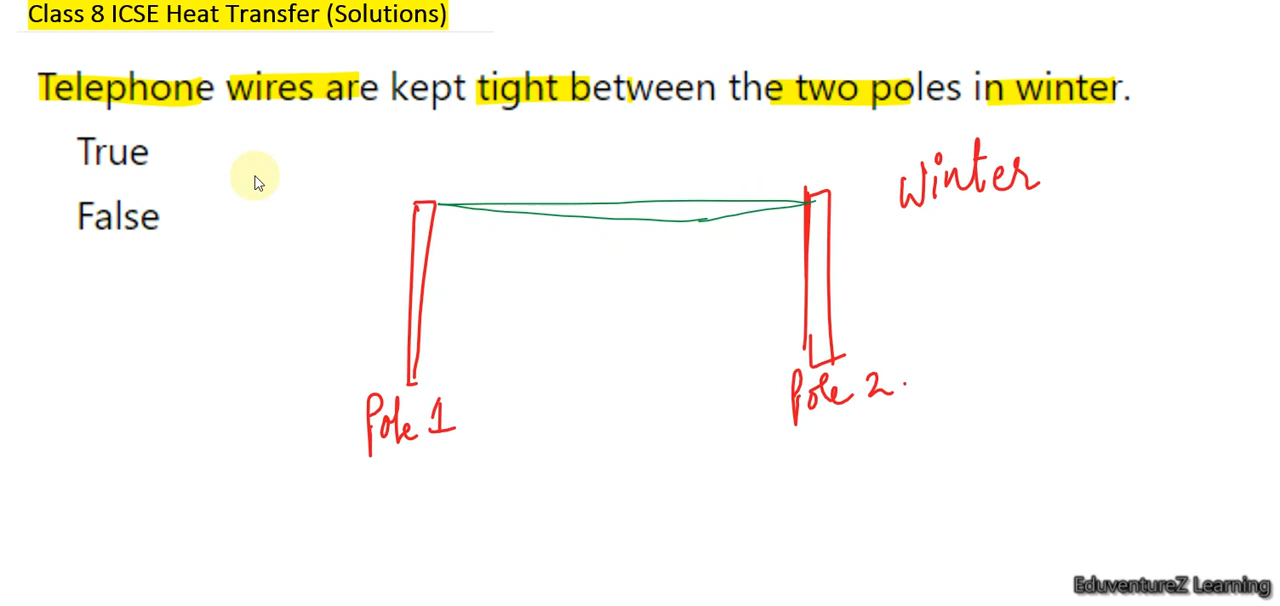 Class 8 ICSE Heat Transfer (Solutions)
Telephone wires are kept tight between the two poles in winter.
True
False
Winter
Pole 1
Pole 2.
EduventureZ Learning